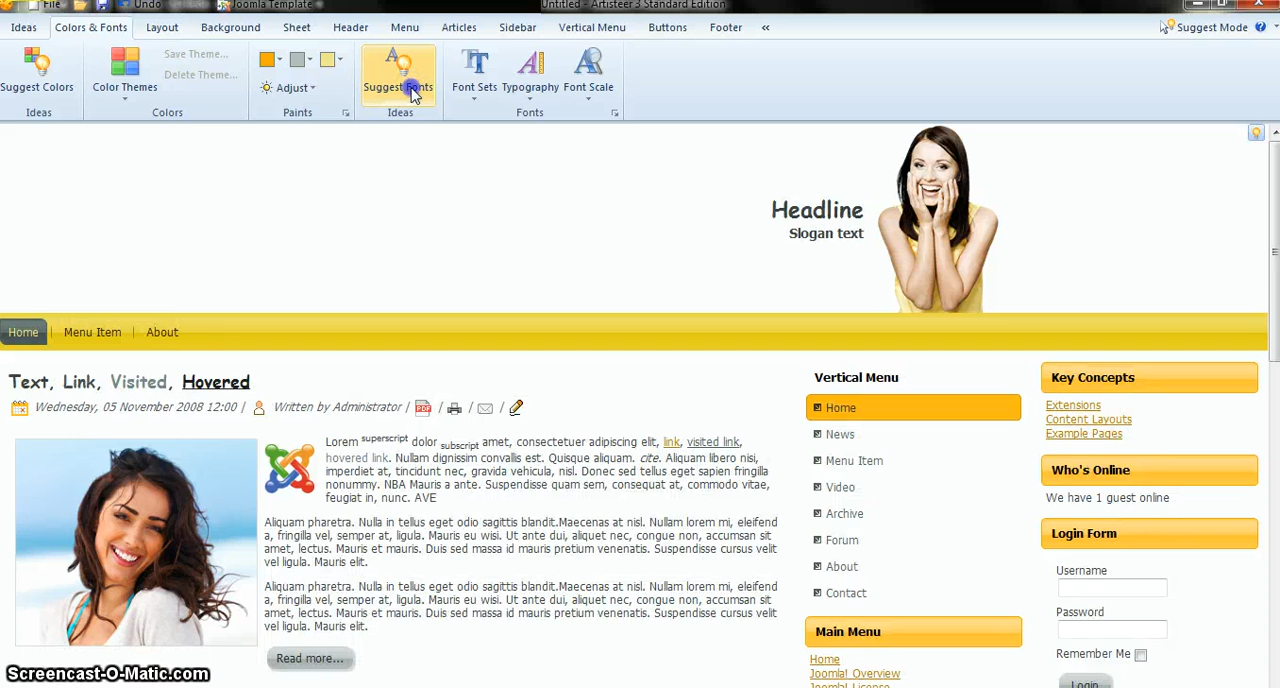 File Undo Joomla Template Untitled - Artisteer 3 Standard Edition
Ideas Colors & Fonts Layout Background Sheet Header Menu Articles Sidebar Vertical Menu Buttons Footer « Suggest Mode
Suggest Colors
Ideas
Color Themes
Save Theme...
Delete Theme...
Colors
Adjust
Paints
Suggest Fonts
Ideas
Font Sets Typography Font Scale
Fonts
Headline
Slogan text
Home Menu Item About
Text, Link, Visited, Hovered
Wednesday, 05 November 2008 12:00 / Written by Administrator / PDF / / /
Lorem superscript dolor subscript amet, consectetuer adipiscing elit, link, visited link,
hovered link. Nullam dignissim convallis est. Quisque aliquam. cite. Aliquam libero nisi,
imperdiet at, tincidunt nec, gravida vehicula, nisl. Donec sed tellus eget sapien fringilla
nonummy. NBA Mauris a ante. Suspendisse quam sem, consequat at, commodo vitae,
feugiat in, nunc. AVE
Aliquam pharetra. Nulla in tellus eget odio sagittis blandit.Maecenas at nisl. Nullam lorem mi, eleifend
a, fringilla vel, semper at, ligula. Mauris eu wisi. Ut ante dui, aliquet nec, congue non, accumsan sit
amet, lectus. Mauris et mauris. Duis sed massa id mauris pretium venenatis. Suspendisse cursus velit
vel ligula. Mauris elit.
Aliquam pharetra. Nulla in tellus eget odio sagittis blandit.Maecenas at nisl. Nullam lorem mi, eleifend
a, fringilla vel, semper at, ligula. Mauris eu wisi. Ut ante dui, aliquet nec, congue non, accumsan sit
amet, lectus. Mauris et mauris. Duis sed massa id mauris pretium venenatis. Suspendisse cursus velit
vel ligula. Mauris elit.
Read more...
Vertical Menu
Home
News
Menu Item
Video
Archive
Forum
About
Contact
Main Menu
Home
Joomla! Overview
Joomla! License
Key Concepts
Extensions
Content Layouts
Example Pages
Who's Online
We have 1 guest online
Login Form
Username
Password
Remember Me
Login
Screencast-O-Matic.com